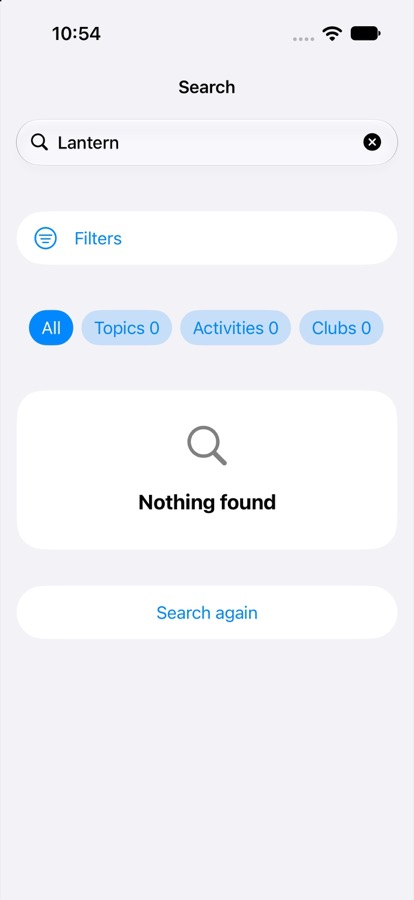 10:54
Search
Lantern
Filters
All Topics 0 Activities 0 Clubs 0
Nothing found
Search again